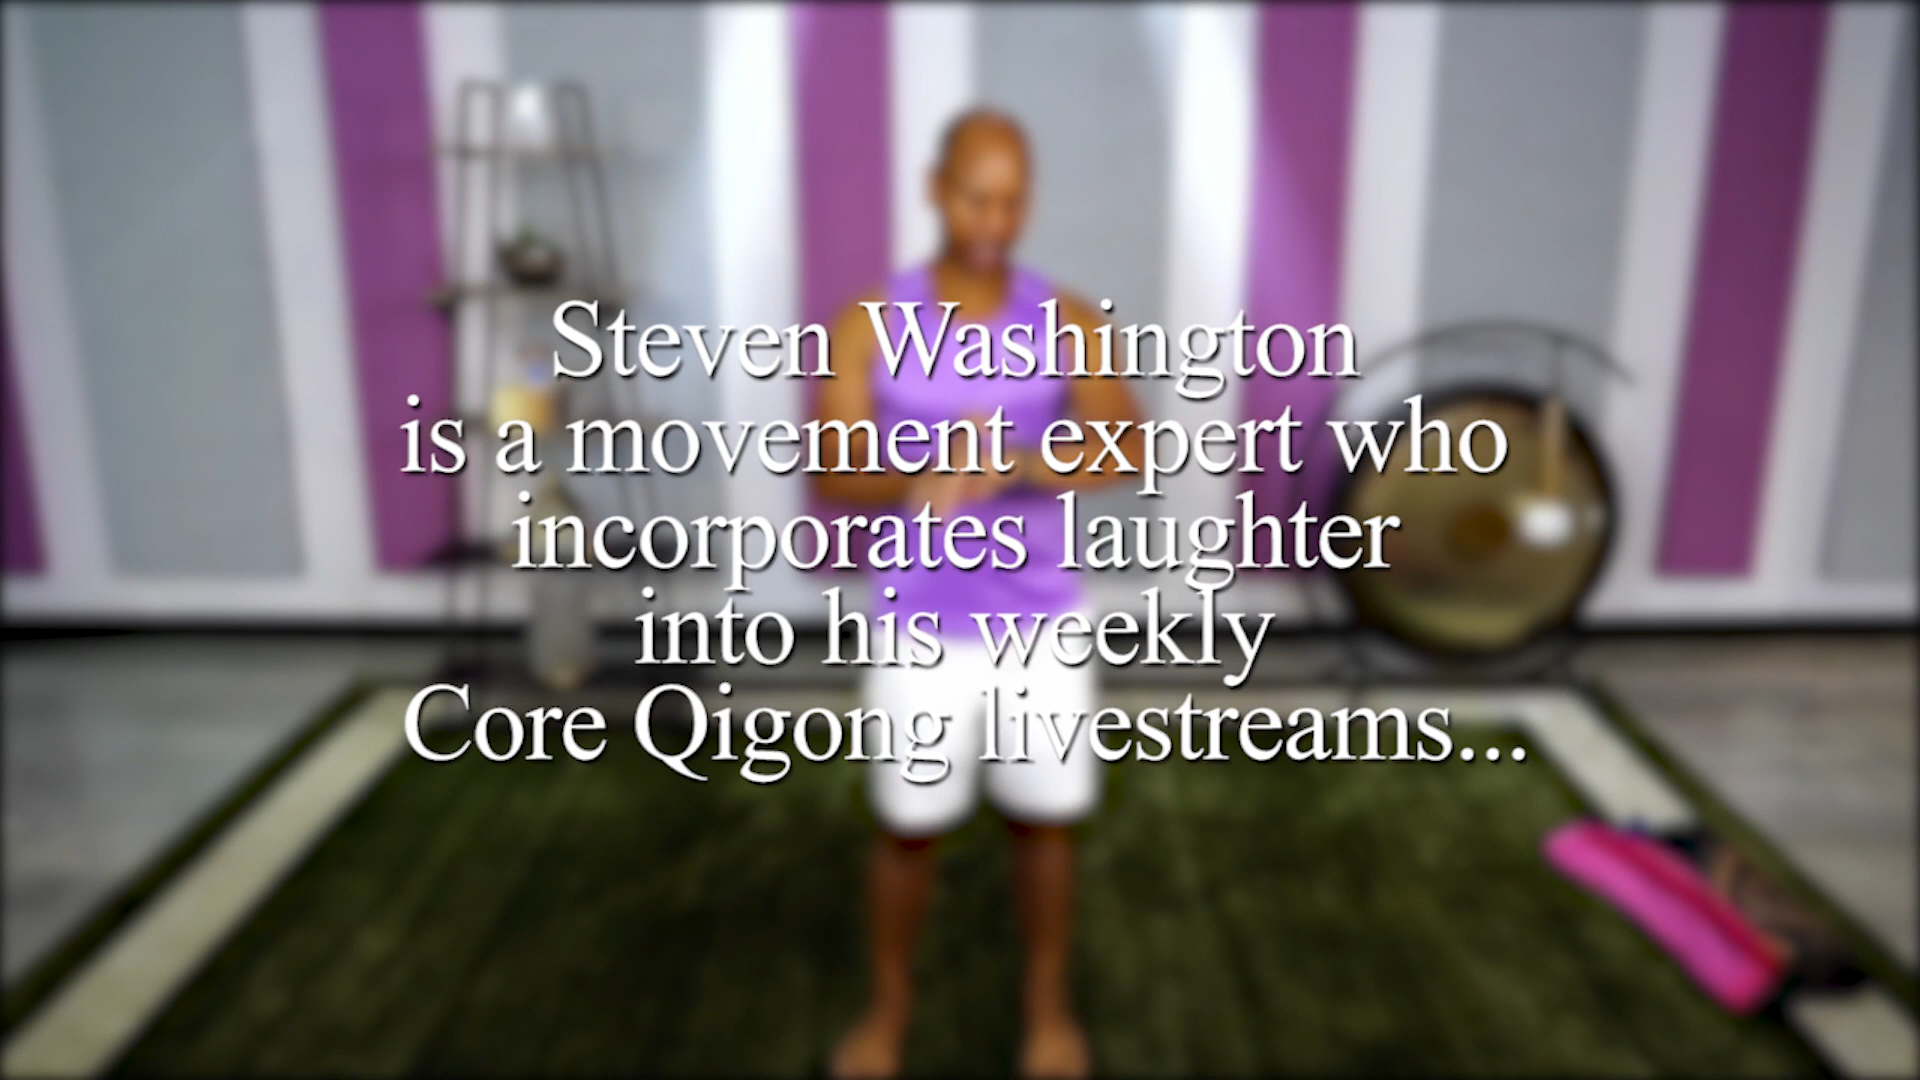 Steven Washington
is a movement expert who
incorporates laughter
into his weekly
Core Qigong livestreams...